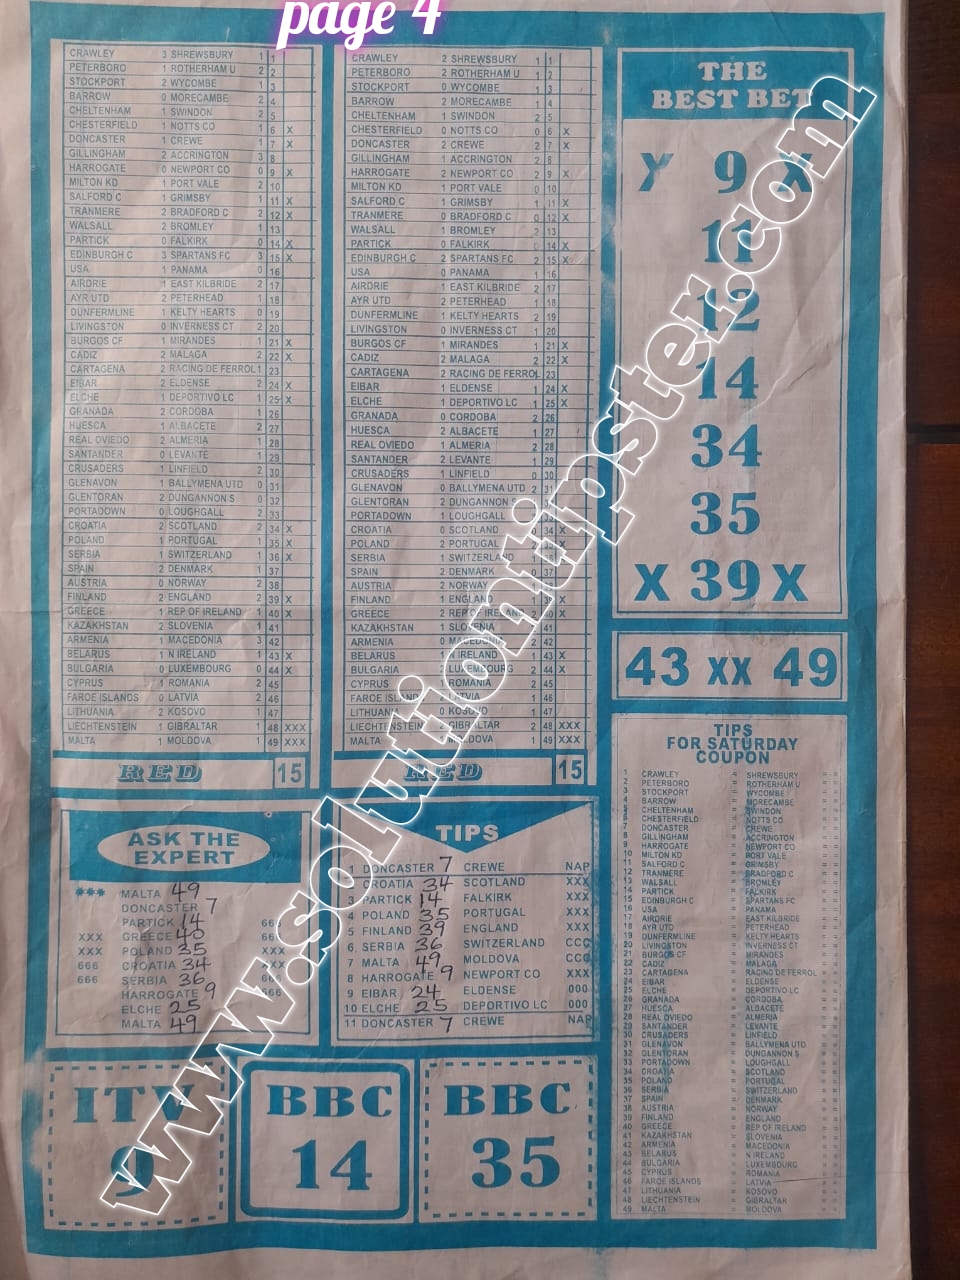 page 4
CRAWLEY 3 SHREWSBURY 1 1
PETERBORO 1 ROTHERHAM U 2 2
STOCKPORT 2 WYCOMBE 1 3
BARROW 0 MORECAMBE 2 4
CHELTENHAM 1 SWINDON 2 5
CHESTERFIELD 1 NOTTS CO 1 6 X
DONCASTER 1 CREWE 1 7 X
GILLINGHAM 2 ACCRINGTON 3 8
HARROGATE 0 NEWPORT CO 0 9 X
MILTON KD 1 PORT VALE 2 10
SALFORD C 1 GRIMSBY 1 11 X
TRANMERE 2 BRADFORD C 2 12 X
WALSALL 2 BROMLEY 1 13
PARTICK 0 FALKIRK 0 14 X
EDINBURGH C 3 SPARTANS FC 3 15 X
USA 1 PANAMA 0 16
AIRDRIE 1 EAST KILBRIDE 2 17
AYR UTD 2 PETERHEAD 1 18
DUNFERMLINE 1 KELTY HEARTS 0 19
LIVINGSTON 0 INVERNESS CT 2 20
BURGOS CF 1 MIRANDES 1 21 X
CADIZ 2 MALAGA 2 22 X
CARTAGENA 2 RACING DE FERROL 1 23
EIBAR 2 ELDENSE 2 24 X
ELCHE 1 DEPORTIVO LC 1 25 X
GRANADA 2 CORDOBA 1 26
HUESCA 1 ALBACETE 2 27
REAL OVIEDO 2 ALMERIA 1 28
SANTANDER 0 LEVANTE 1 29
CRUSADERS 1 LINFIELD 2 30
GLENAVON 1 BALLYMENA UTD 0 31
GLENTORAN 2 DUNGANNON S 0 32
PORTADOWN 0 LOUGHGALL 2 33
CROATIA 2 SCOTLAND 2 34 X
POLAND 1 PORTUGAL 1 35 X
SERBIA 1 SWITZERLAND 1 36 X
SPAIN 2 DENMARK 1 37
AUSTRIA 0 NORWAY 2 38
FINLAND 2 ENGLAND 2 39 X
GREECE 1 REP OF IRELAND 1 40 X
KAZAKHSTAN 2 SLOVENIA 1 41
ARMENIA 1 MACEDONIA 3 42
BELARUS 1 N IRELAND 1 43 X
BULGARIA 0 LUXEMBOURG 0 44 X
CYPRUS 1 ROMANIA 2 45
FAROE ISLANDS 0 LATVIA 2 46
LITHUANIA 2 KOSOVO 1 47
LIECHTENSTEIN 1 GIBRALTAR 1 48 XXX
MALTA 1 MOLDOVA 1 49 XXX
RED 15
CRAWLEY 2 SHREWSBURY 1 1
PETERBORO 2 ROTHERHAM U 1 2
STOCKPORT 0 WYCOMBE 1 3
BARROW 2 MORECAMBE 1 4
CHELTENHAM 1 SWINDON 2 5
CHESTERFIELD 0 NOTTS CO 0 6 X
DONCASTER 2 CREWE 2 7 X
GILLINGHAM 1 ACCRINGTON 2 8
HARROGATE 2 NEWPORT CO 2 9 X
MILTON KD 1 PORT VALE 0 10
SALFORD C 1 GRIMSBY 1 11 X
TRANMERE 0 BRADFORD C 0 12 X
WALSALL 1 BROMLEY 2 13
PARTICK 0 FALKIRK 0 14 X
EDINBURGH C 2 SPARTANS FC 2 15 X
USA 0 PANAMA 1 16
AIRDRIE 1 EAST KILBRIDE 2 17
AYR UTD 2 PETERHEAD 1 18
DUNFERMLINE 1 KELTY HEARTS 2 19
LIVINGSTON 0 INVERNESS CT 1 20
BURGOS CF 1 MIRANDES 1 21 X
CADIZ 2 MALAGA 2 22 X
CARTAGENA 2 RACING DE FERROL 23
EIBAR 1 ELDENSE 1 24 X
ELCHE 1 DEPORTIVO LC 1 25 X
GRANADA 0 CORDOBA 2 26
HUESCA 2 ALBACETE 1 27
REAL OVIEDO 1 ALMERIA 2 28
SANTANDER 2 LEVANTE 1 29
CRUSADERS 1 LINFIELD 0 30
GLENAVON 0 BALLYMENA UTD 2 31
GLENTORAN 2 DUNGANNON S
PORTADOWN 1 LOUGHGALL
CROATIA 0 SCOTLAND 0 34 X
POLAND 2 PORTUGAL
SERBIA 1 SWITZERLAND
SPAIN 2 DENMARK 0 37
AUSTRIA 2 NORWAY
FINLAND 1 ENGLAND X
GREECE 2 REP OF IRELAND 2 40 X
KAZAKHSTAN 1 SLOVENIA 41
ARMENIA 0 MACEDONIA 2 42
BELARUS 1 N IRELAND 1 43 X
BULGARIA 2 LUXEMBOURG 2 44 X
CYPRUS 1 ROMANIA 2 45
FAROE ISLAND LATVIA 1 46
LITHUANIA 0 KOSOVO 1 47
LIECHTENSTEIN 2 GIBRALTAR 2 48 XXX
MALTA 1 MOLDOVA 1 49 XXX
RED 15
THE
BEST BET
9 X
11
12
14
34
35
X 39 X
43 XX 49
TIPS
FOR SATURDAY
COUPON
1 CRAWLEY = SHREWSBURY = =
2 PETERBORO = ROTHERHAM U = =
3 STOCKPORT = WYCOMBE = =
4 BARROW = MORECAMBE = =
5 CHELTENHAM = SWINDON = =
6 CHESTERFIELD = NOTTS CO = =
7 DONCASTER = CREWE = =
8 GILLINGHAM = ACCRINGTON = =
9 HARROGATE = NEWPORT CO = =
10 MILTON KD = PORT VALE = =
11 SALFORD C = GRIMSBY = =
12 TRANMERE = BRADFORD C = =
13 WALSALL = BROMLEY = =
14 PARTICK = FALKIRK = =
15 EDINBURGH C = SPARTANS FC = =
16 USA = PANAMA = =
17 AIRDRIE = EAST KILBRIDE = =
18 AYR UTD = PETERHEAD = =
19 DUNFERMLINE = KELTY HEARTS = =
20 LIVINGSTON = INVERNESS CT = =
21 BURGOS CF = MIRANDES = =
22 CADIZ = MALAGA = =
23 CARTAGENA = RACING DE FERROL = =
24 EIBAR = ELDENSE = =
25 ELCHE = DEPORTIVO LC = =
26 GRANADA = CORDOBA = =
27 HUESCA = ALBACETE = =
28 REAL OVIEDO = ALMERIA = =
29 SANTANDER = LEVANTE = =
30 CRUSADERS = LINFIELD = =
31 GLENAVON = BALLYMENA UTD = =
32 GLENTORAN = DUNGANNON S = =
33 PORTADOWN = LOUGHGALL = =
34 CROATIA = SCOTLAND = =
35 POLAND = PORTUGAL = =
36 SERBIA = SWITZERLAND = =
37 SPAIN = DENMARK = =
38 AUSTRIA = NORWAY = =
39 FINLAND = ENGLAND = =
40 GREECE = REP OF IRELAND = =
41 KAZAKHSTAN = SLOVENIA = =
42 ARMENIA = MACEDONIA = =
43 BELARUS = N IRELAND = =
44 BULGARIA = LUXEMBOURG = =
45 CYPRUS = ROMANIA = =
46 FAROE ISLANDS = LATVIA = =
47 LITHUANIA = KOSOVO = =
48 LIECHTENSTEIN = GIBRALTAR = =
49 MALTA = MOLDOVA = =
ASK THE
EXPERT
*** MALTA 49
DONCASTER 7
PARTICK 14 666
XXX GREECE 40 666
XXX POLAND 35 XXX
666 CROATIA 34 XXX
666 SERBIA 36 666
HARROGATE 9 666
ELCHE 25
MALTA 49
TIPS
1 DONCASTER 7 CREWE NAP
2 CROATIA 34 SCOTLAND XXX
3 PARTICK 14 FALKIRK XXX
4 POLAND 35 PORTUGAL XXX
5 FINLAND 39 ENGLAND XXX
6 SERBIA 36 SWITZERLAND CCC
7 MALTA 49 MOLDOVA CCC
8 HARROGATE 9 NEWPORT CO XXX
9 EIBAR 24 ELDENSE 000
10 ELCHE 25 DEPORTIVO LC 000
11 DONCASTER 7 CREWE NAP
ITV
9
BBC
14
BBC
35
www.solutiontipster.com